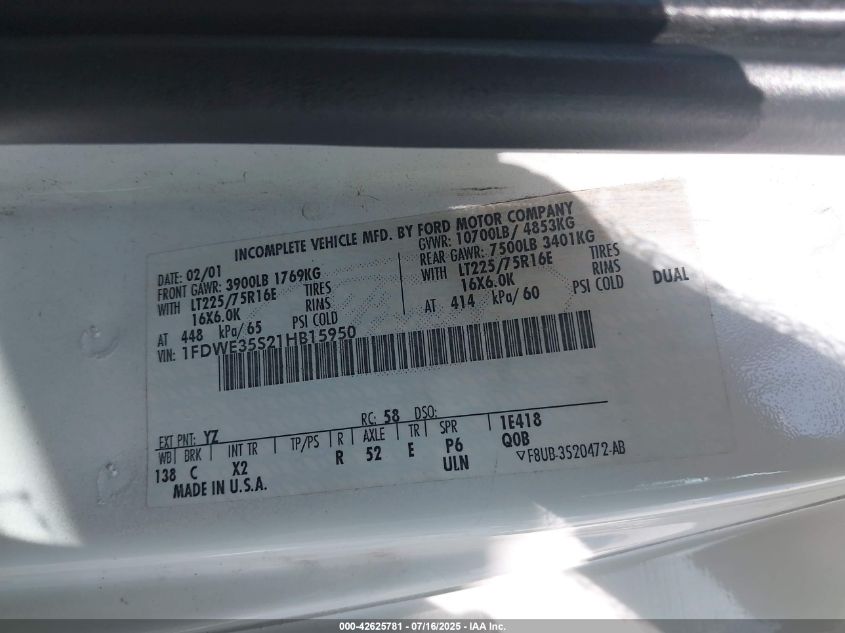 INCOMPLETE VEHICLE MFD. BY FORD MOTOR COMPANY
DATE: 02/01
GVWR: 10700LB/ 4853KG
FRONT GAWR: 3900LB 1769KG
REAR GAWR: 7500LB 3401KG
WITH LT225/75R16E TIRES
WITH LT225/75R16E TIRES
16X6.0K RIMS
16X6.0K RIMS DUAL
AT 448 kPa/65 PSI COLD
AT 414 kPa/60 PSI COLD
VIN: 1FDWE35S21HB15950
EXT PNT: YZ RC: 58 DSO:
WB BRK INT TR TP/PS R AXLE TR SPR 1E418
138 C X2 R 52 E P6 Q0B
ULN ▽F8UB-3520472-AB
MADE IN U.S.A.
000-42625781 - 07/16/2025 - IAA Inc.